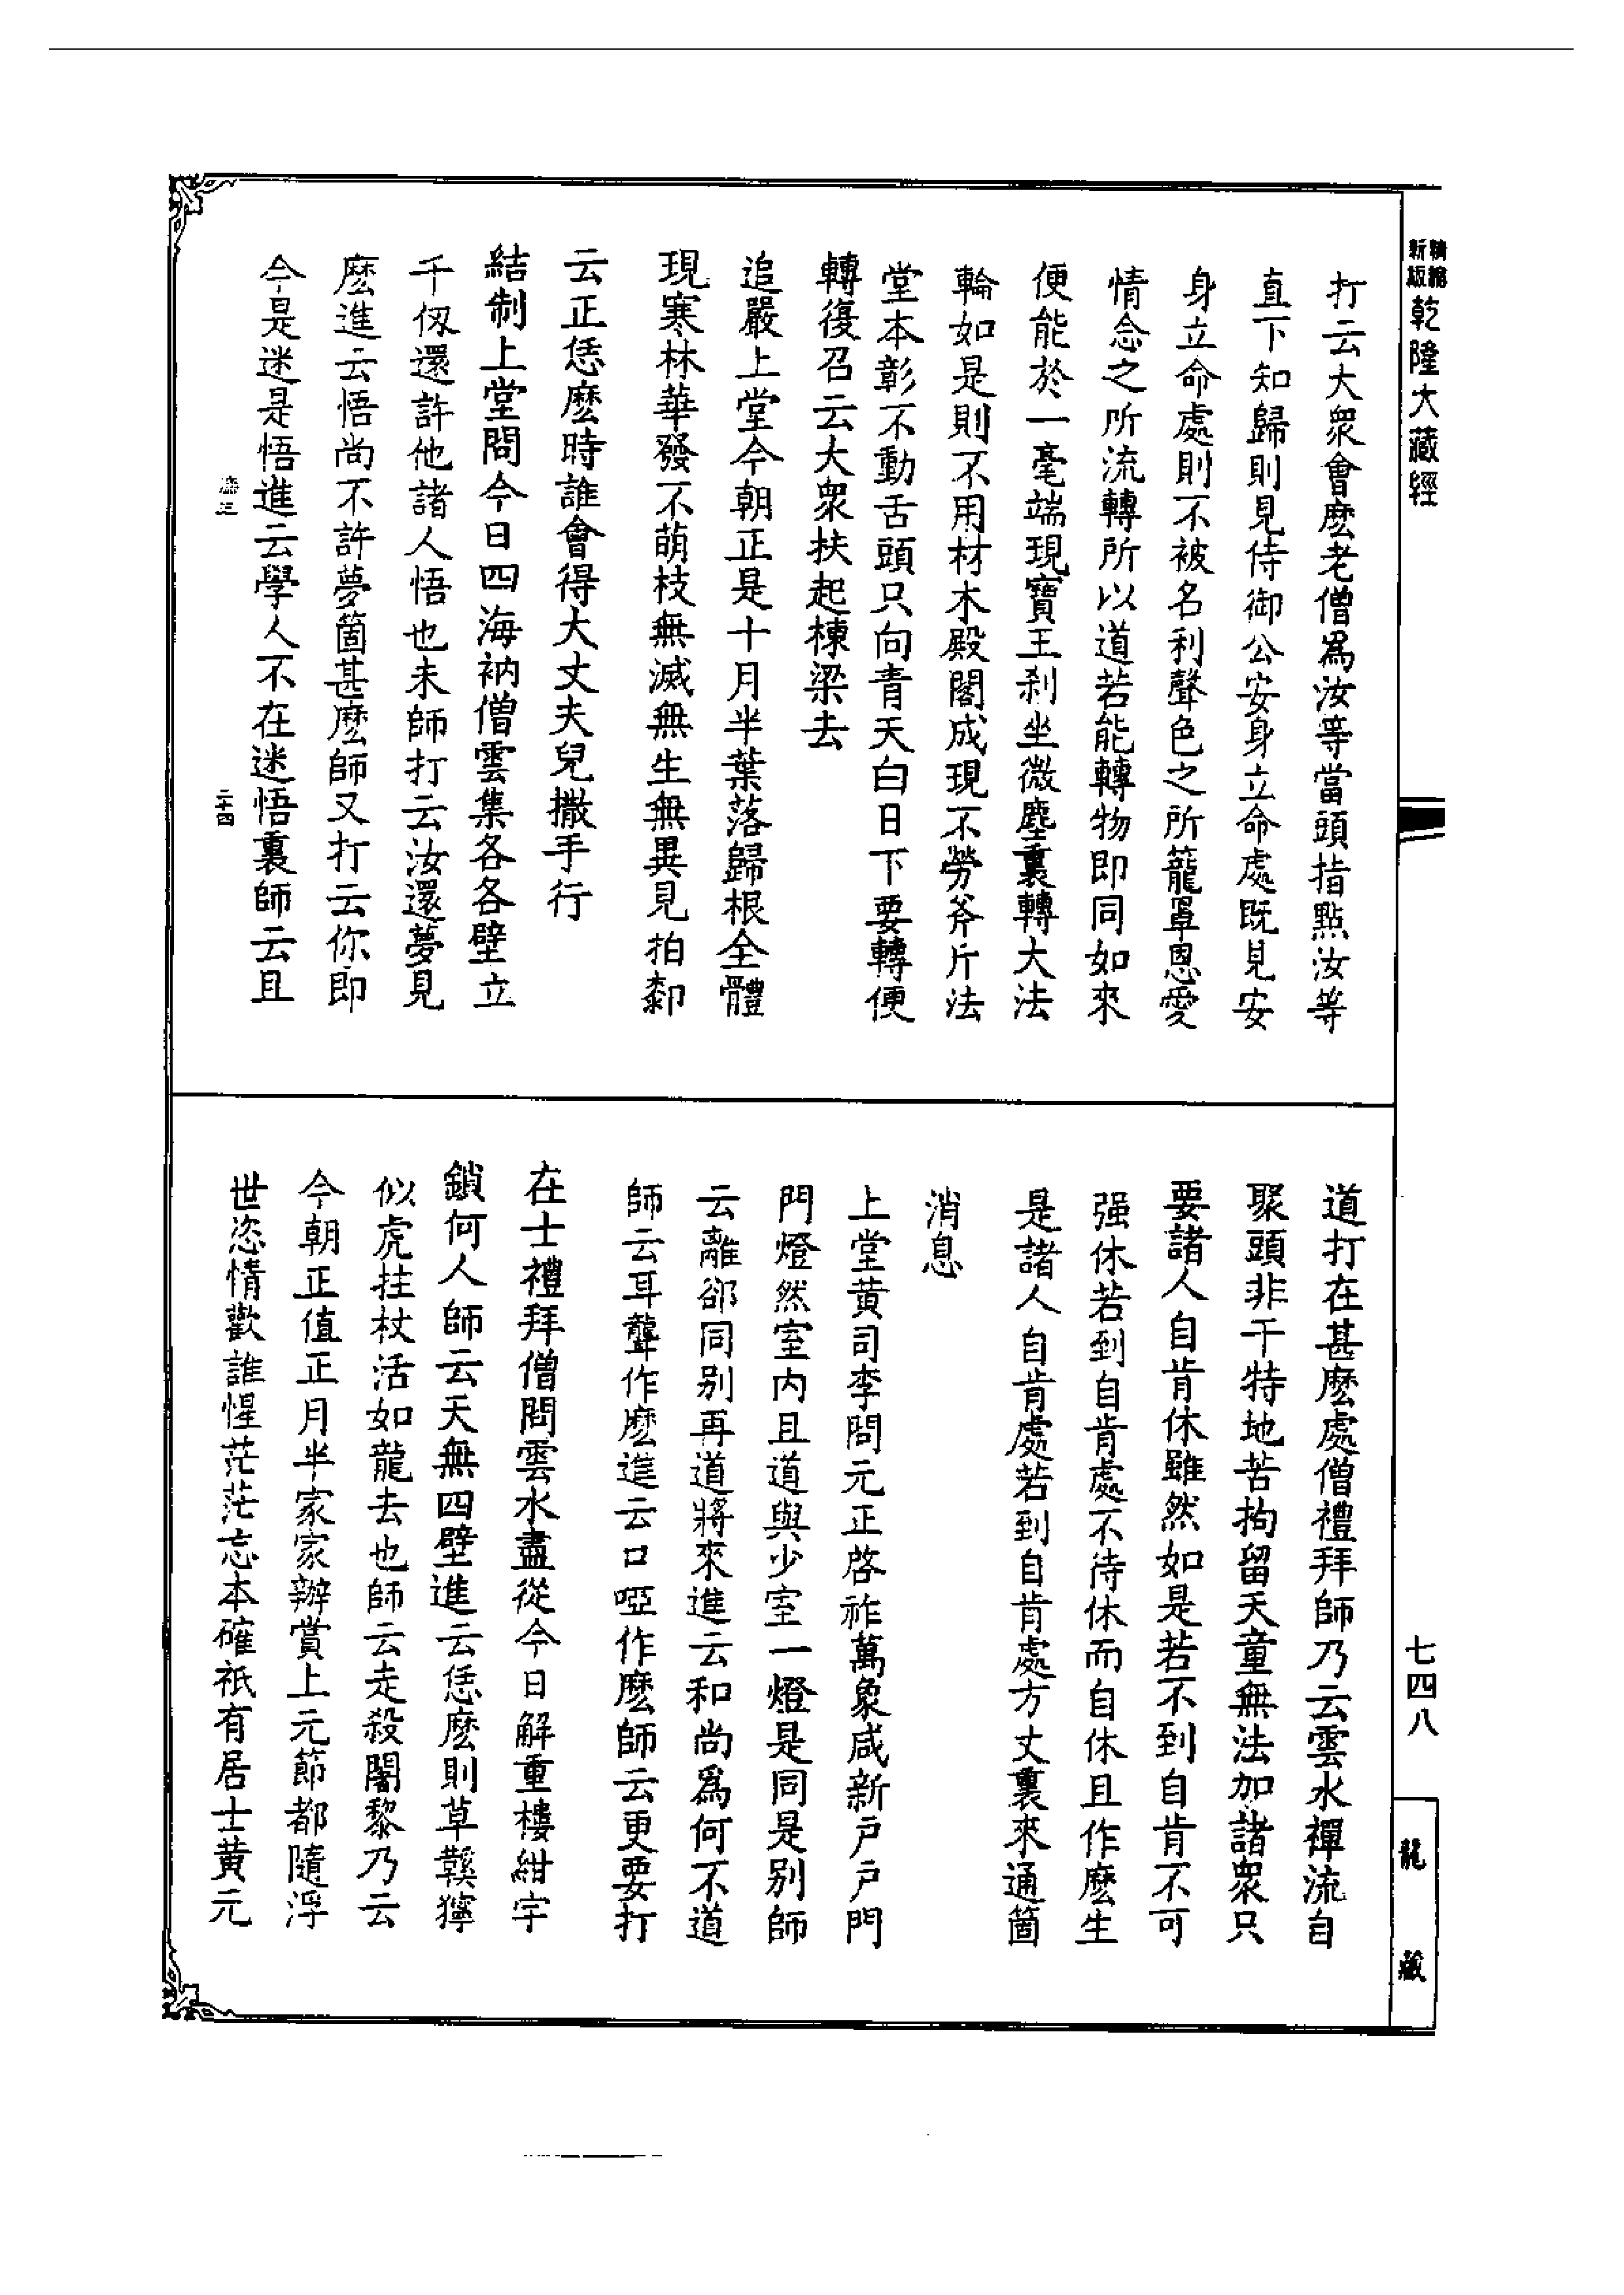 精縮新版乾隆大藏經
打云大衆會麽老僧爲汝等當頭指點汝等
直下知歸則見侍御公安身立命處既見安
身立命處則不被名利聲色之所籠罩恩愛
情念之所流轉所以道若能轉物即同如來
便能於一毫端現寶王刹坐微塵裏轉大法
輪如是則不用材木殿閣成現不勞斧斤法
堂本彰不動舌頭只向青天白日下要轉便
轉復召云大衆扶起棟梁去
追嚴上堂今朝正是十月半葉落歸根全體
現寒林華發不萌枝無滅無生無異見拍𠞰
云正恁麽時誰會得大丈夫兒撒手行
結制上堂問今日四海衲僧雲集各各壁立
千仭還許他諸人悟也未師打云汝還夢見
麽進云悟尚不許夢箇甚麽師又打云你即
今是迷是悟進云學人不在迷悟裏師云且
二十四
道打在甚麽處僧禮拜師乃云雲水禪流自
聚頭非干特地苦拘留天童無法加諸衆只
要諸人自肯休雖然如是若不到自肯不可
强休若到自肯處不待休而自休且作麽生
是諸人自肯處若到自肯處方丈裏來通箇
消息
上堂黄司李問元正啓祚萬象咸新戸戸門
門燈然室内且道與少室一燈是同是别師
云離郤同别再道將來進云和尚爲何不道
師云耳聾作麽進云口啞作麽師云更要打
在士禮拜僧問雲水盡從今日解重樓紺宇
鎖何人師云天無四壁進云恁麽則草鞵獰
似虎拄杖活如龍去也師云走殺闍黎乃云
今朝正值正月半家家辦賞上元節都隨浮
世恣情歡誰惺茫茫忘本確祇有居士黄元
七四八
龍藏